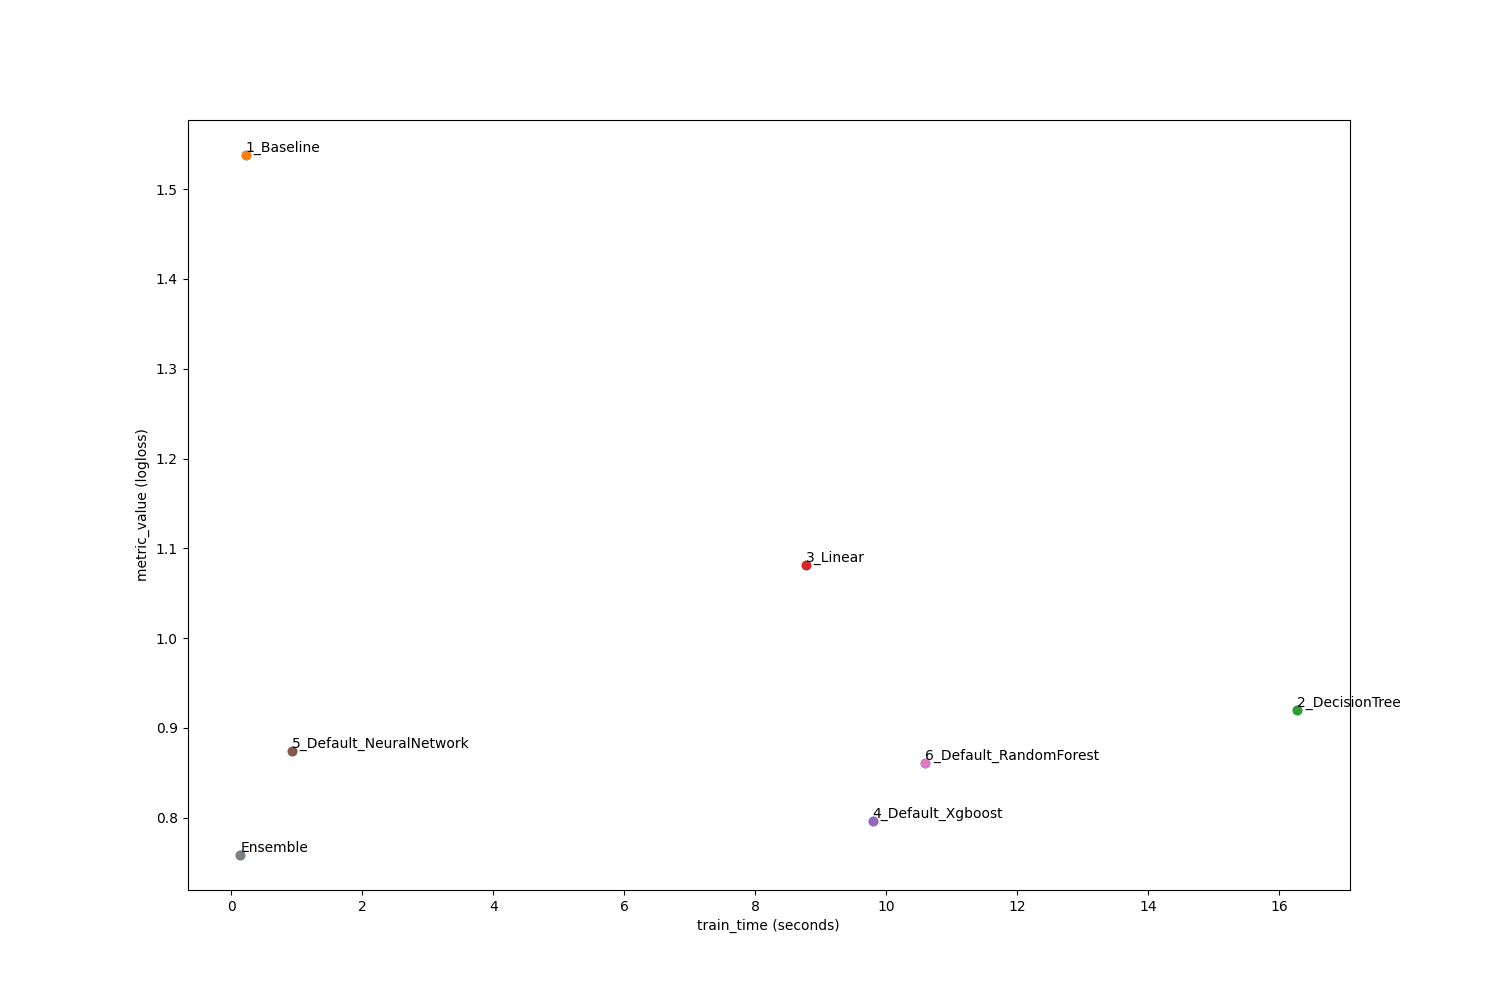 1_Baseline
1.5
1.4
1.3
1.2
1.1
1.0
0.9
0.8
metric_value (logloss)
3_Linear
2_DecisionTree
5_Default_NeuralNetwork
6_Default_RandomForest
4_Default_Xgboost
Ensemble
0 2 4 6 8 10 12 14 16
train_time (seconds)